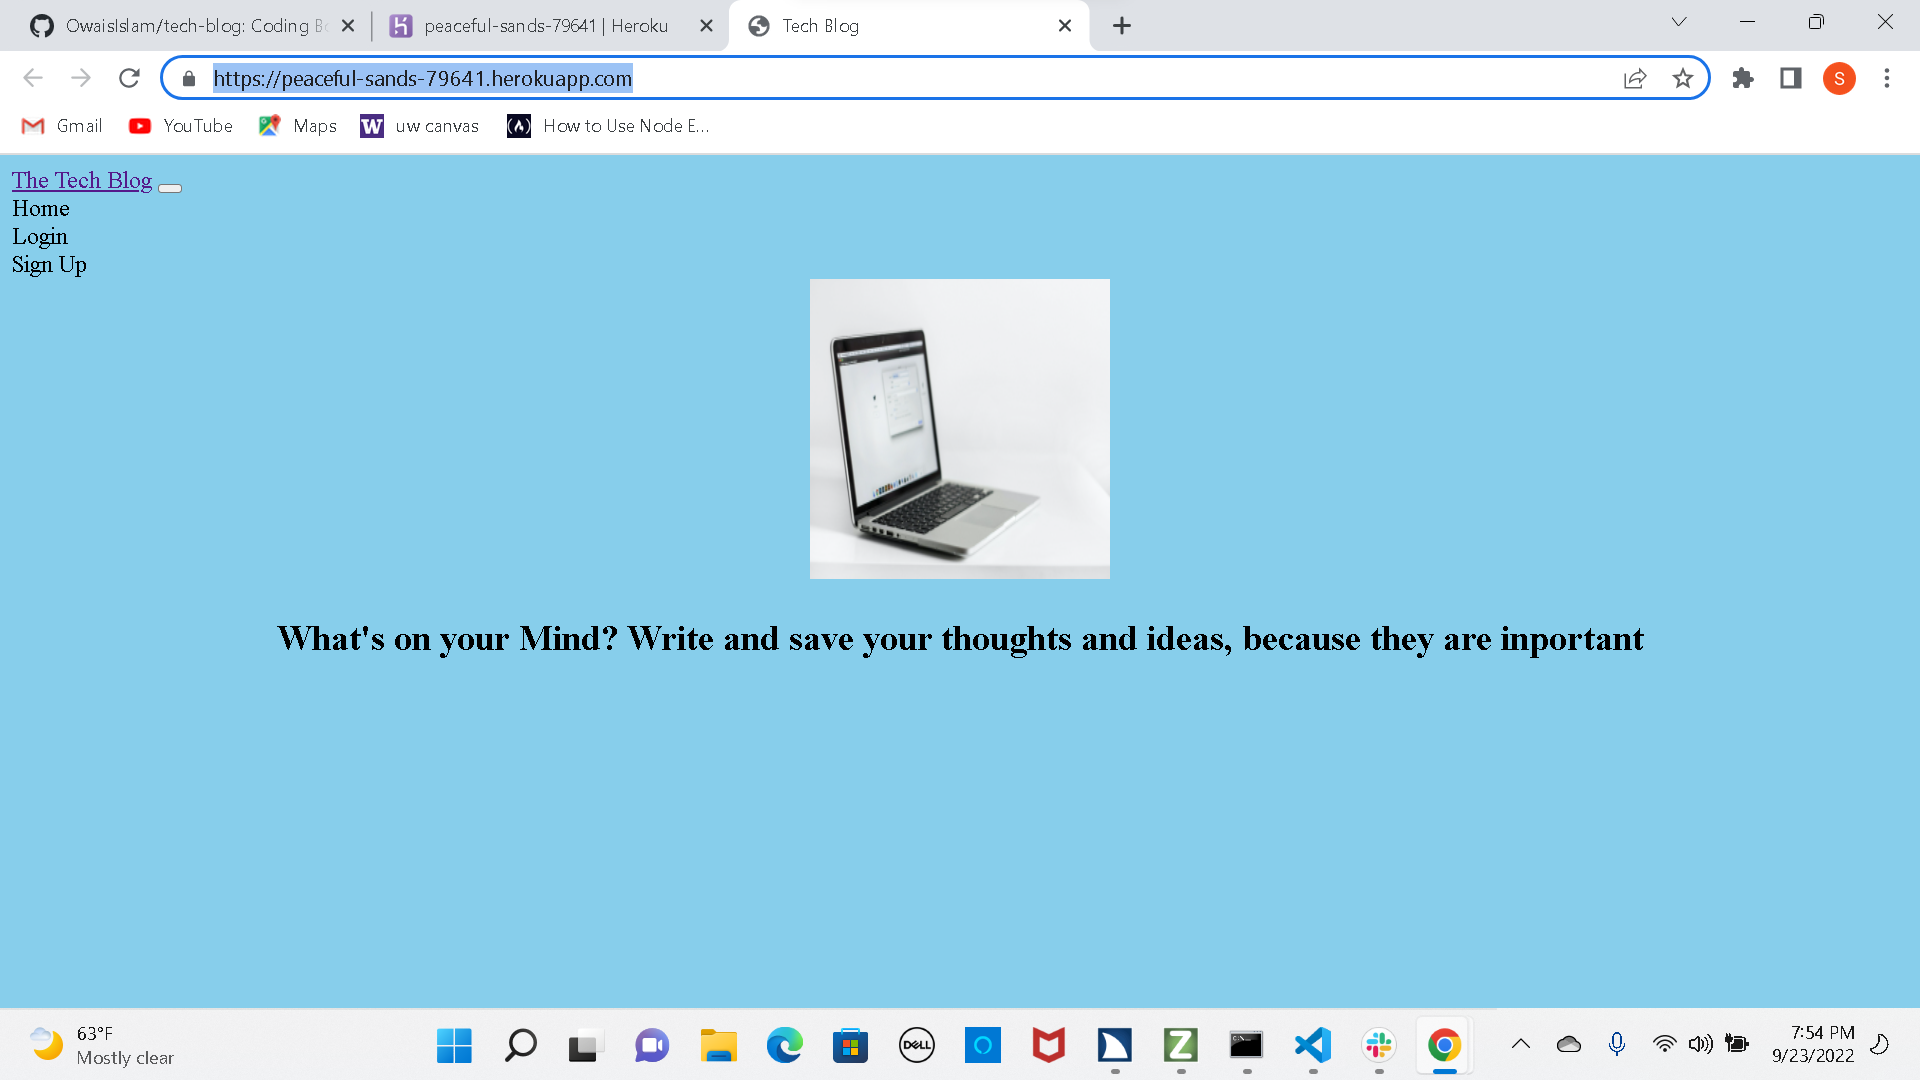 OwaisIslam/tech-blog: Coding Bo
peaceful-sands-79641 | Heroku
Tech Blog
https://peaceful-sands-79641.herokuapp.com
S
Gmail
YouTube
Maps
W
uw canvas
How to Use Node E...
The Tech Blog
Home
Login
Sign Up
What's on your Mind? Write and save your thoughts and ideas, because they are inportant
63°F
Mostly clear
DELL
Z
7:54 PM
9/23/2022